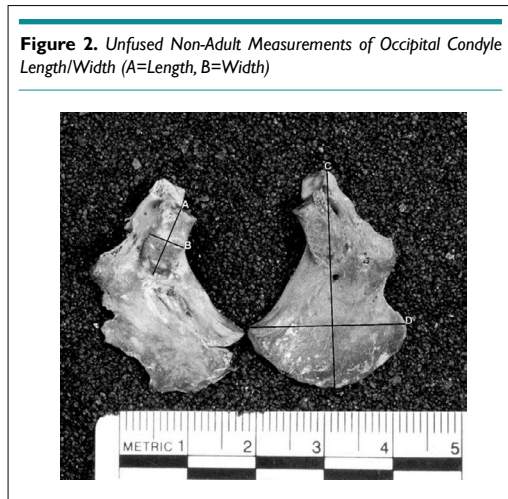 Figure 2. Unfused Non-Adult Measurements of Occipital Condyle
Length/Width (A=Length, B=Width)
C
A
B
D
METRIC 1 2 3 4 5